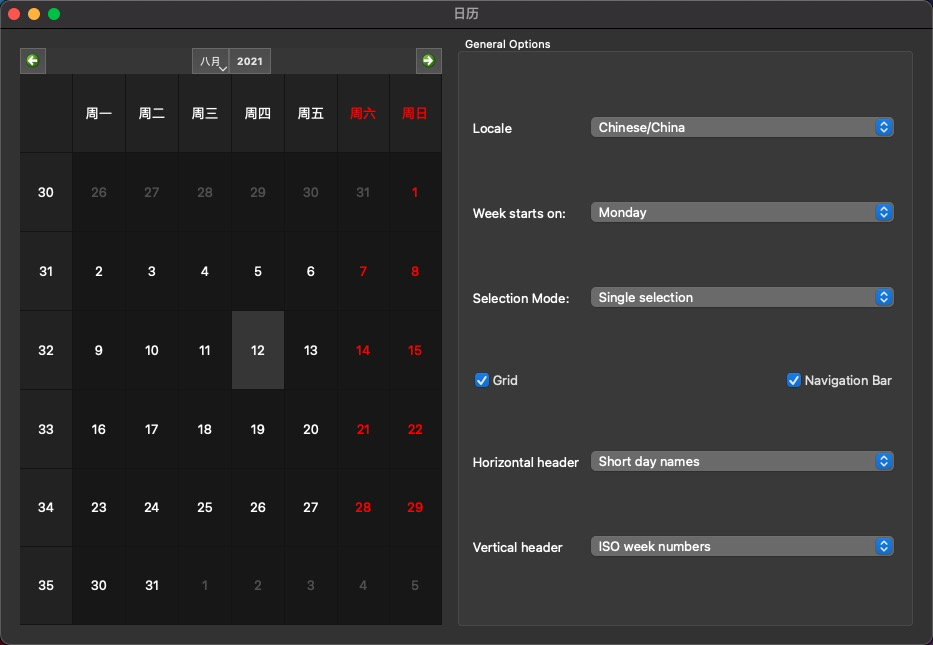 日历
八月 2021
周一 周二 周三 周四 周五 周六 周日
30 26 27 28 29 30 31 1
31 2 3 4 5 6 7 8
32 9 10 11 12 13 14 15
33 16 17 18 19 20 21 22
34 23 24 25 26 27 28 29
35 30 31 1 2 3 4 5
General Options
Locale Chinese/China
Week starts on: Monday
Selection Mode: Single selection
Grid Navigation Bar
Horizontal header Short day names
Vertical header ISO week numbers